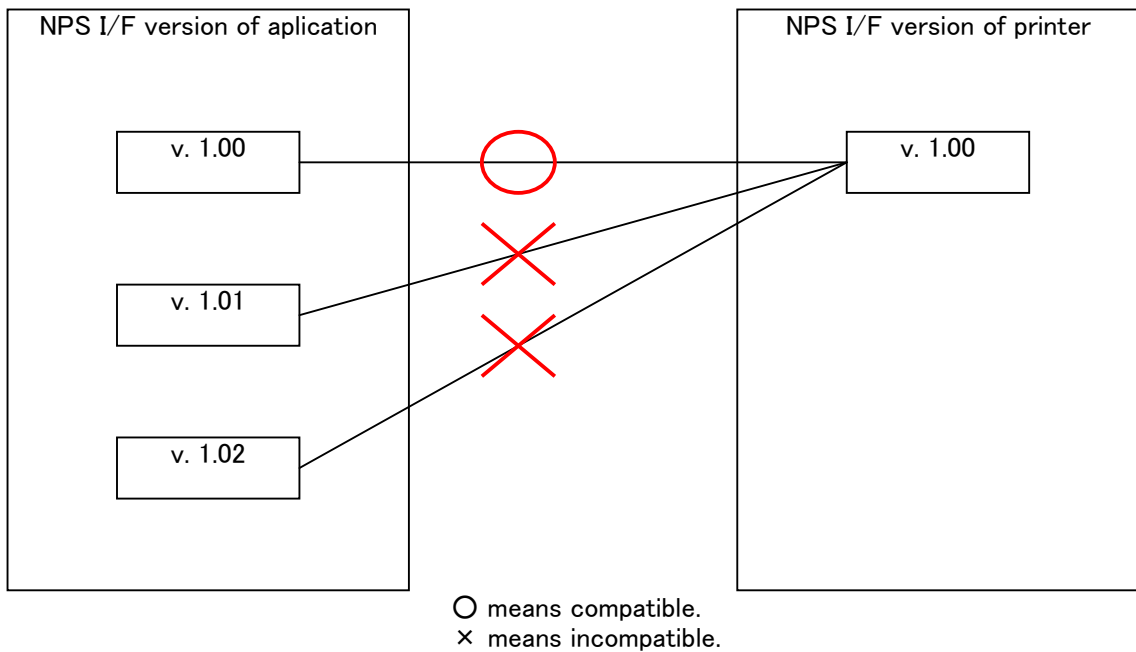 NPS I/F version of aplication
NPS I/F version of printer
v. 1.00
v. 1.00
v. 1.01
v. 1.02
○ means compatible.
× means incompatible.